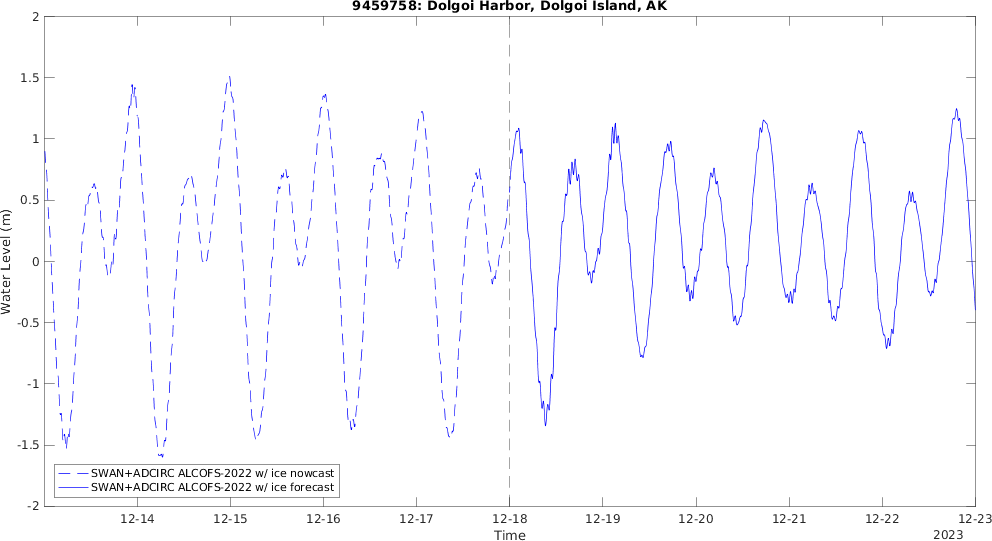 9459758: Dolgoi Harbor, Dolgoi Island, AK
2
1.5
1
0.5
0
-0.5
-1
-1.5
-2
Water Level (m)
SWAN+ADCIRC ALCOFS-2022 w/ ice nowcast
SWAN+ADCIRC ALCOFS-2022 w/ ice forecast
12-14 12-15 12-16 12-17 12-18 12-19 12-20 12-21 12-22 12-23
Time
2023